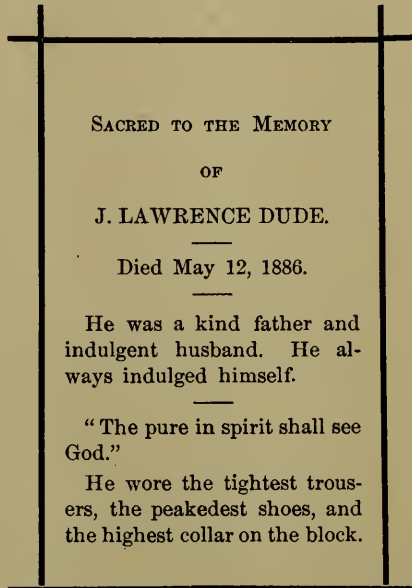 SACRED TO THE MEMORY
OF
J. LAWRENCE DUDE.
Died May 12, 1886.
He was a kind father and
indulgent husband. He al-
ways indulged himself.
"The pure in spirit shall see
God."
He wore the tightest trous-
ers, the peakedest shoes, and
the highest collar on the block.